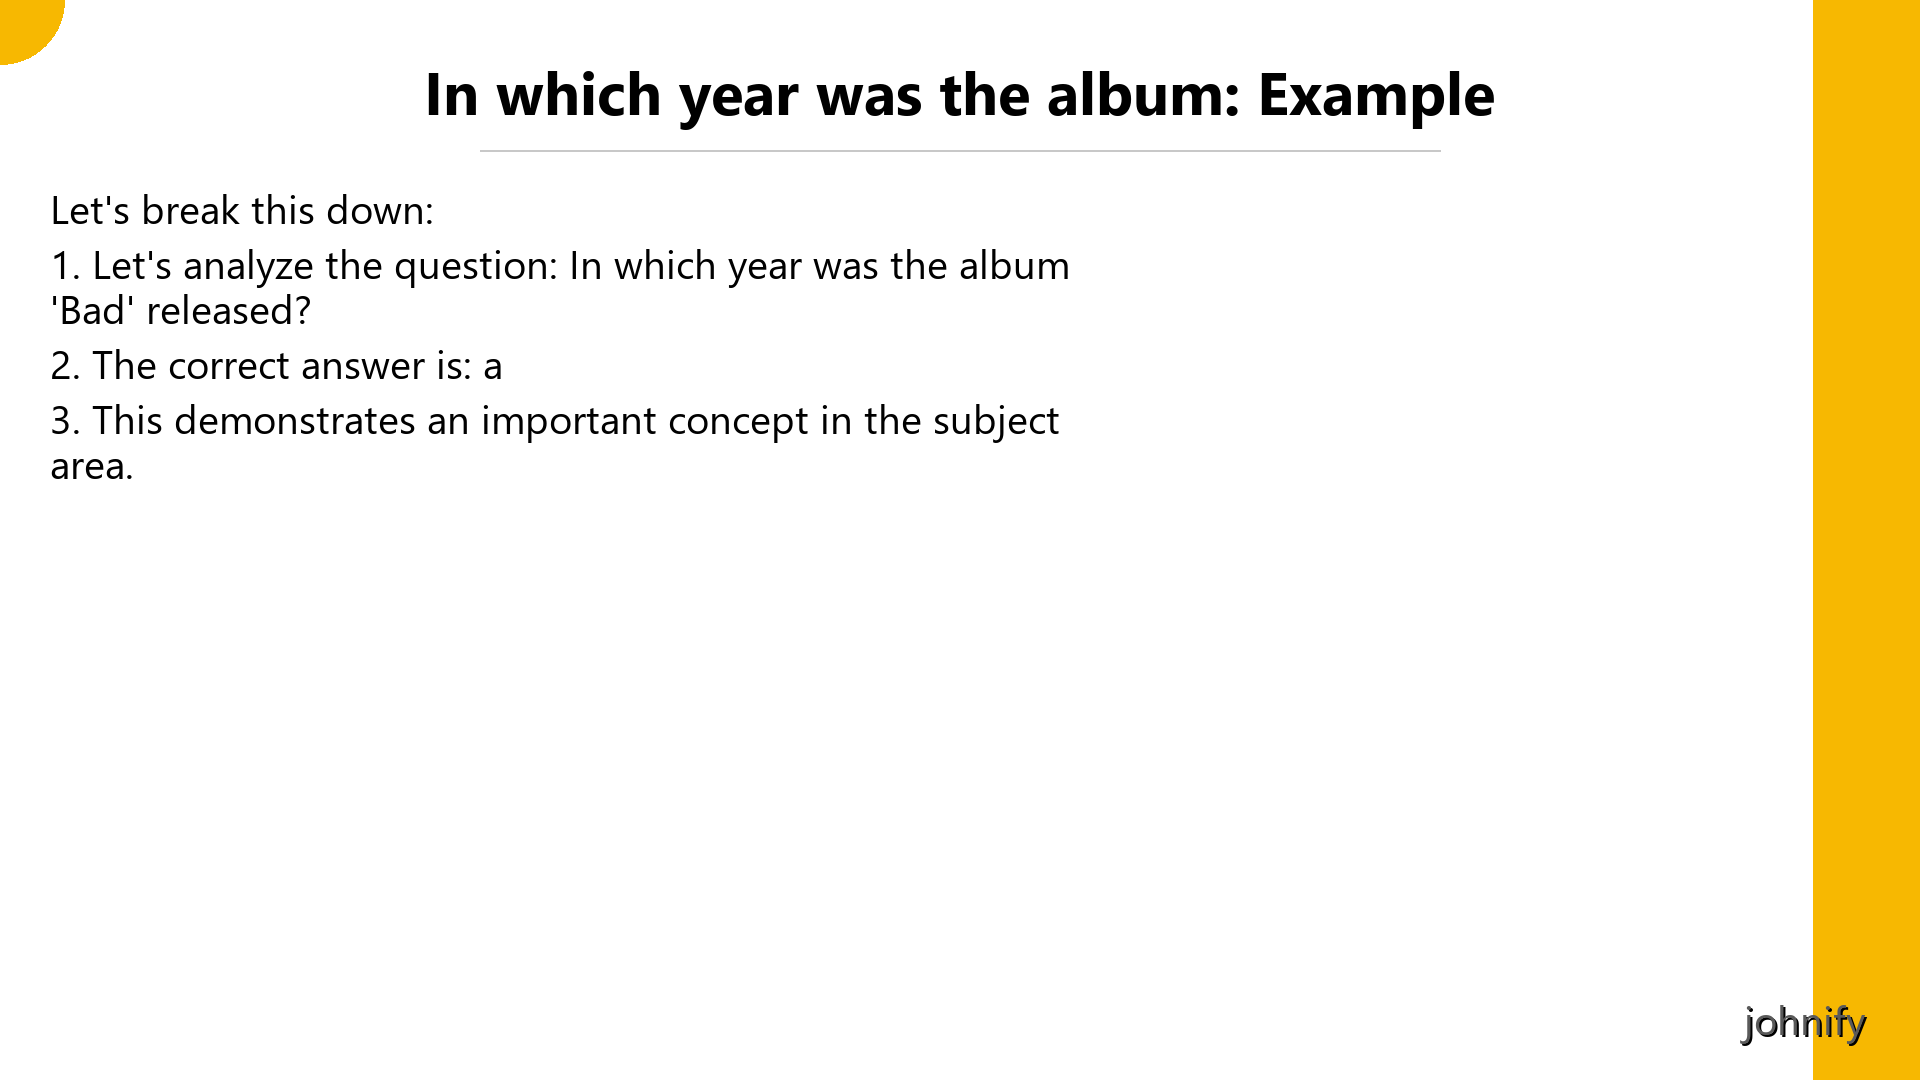 In which year was the album: Example
Let's break this down:
1. Let's analyze the question: In which year was the album
'Bad' released?
2. The correct answer is: a
3. This demonstrates an important concept in the subject
area.
johnify